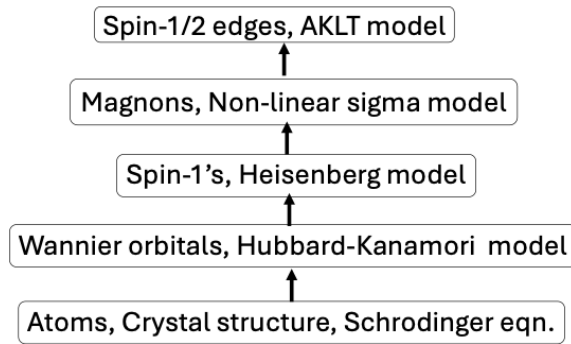 Spin-1/2 edges, AKLT model
Magnons, Non-linear sigma model
Spin-1's, Heisenberg model
Wannier orbitals, Hubbard-Kanamori model
Atoms, Crystal structure, Schrodinger eqn.